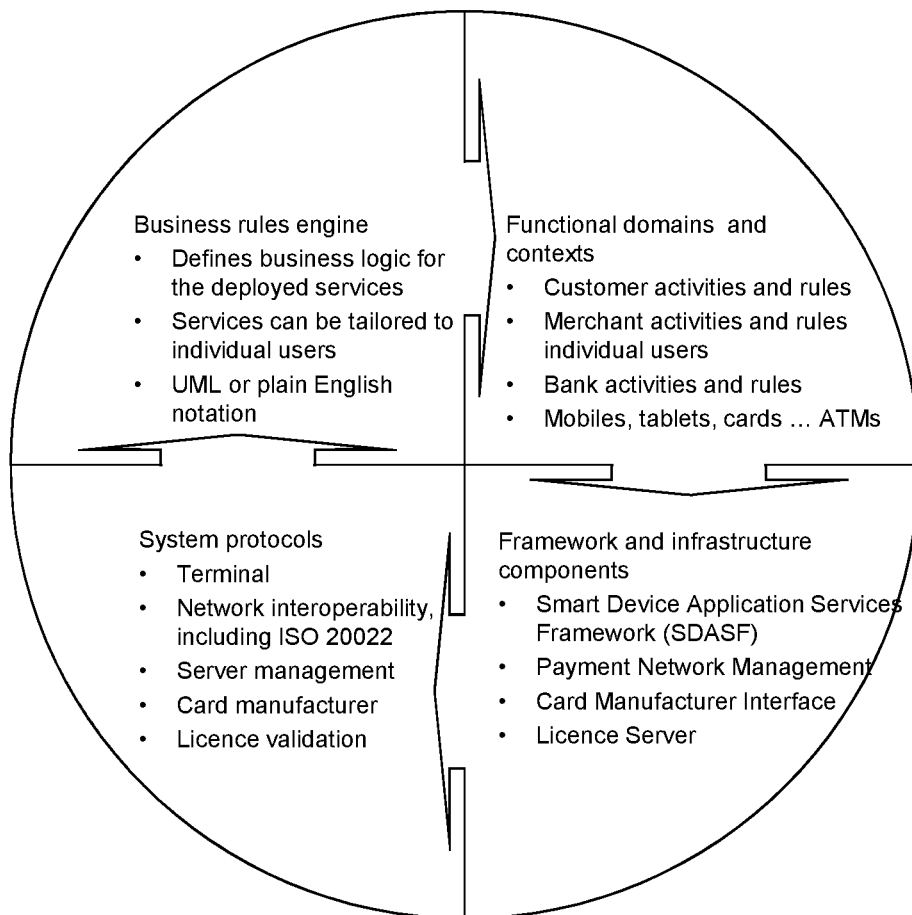 Business rules engine
• Defines business logic for
the deployed services
• Services can be tailored to
individual users
• UML or plain English
notation
Functional domains and
contexts
• Customer activities and rules
• Merchant activities and rules
individual users
• Bank activities and rules
• Mobiles, tablets, cards … ATMs
System protocols
• Terminal
• Network interoperability,
including ISO 20022
• Server management
• Card manufacturer
• Licence validation
Framework and infrastructure
components
• Smart Device Application Services
Framework (SDASF)
• Payment Network Management
• Card Manufacturer Interface
• Licence Server